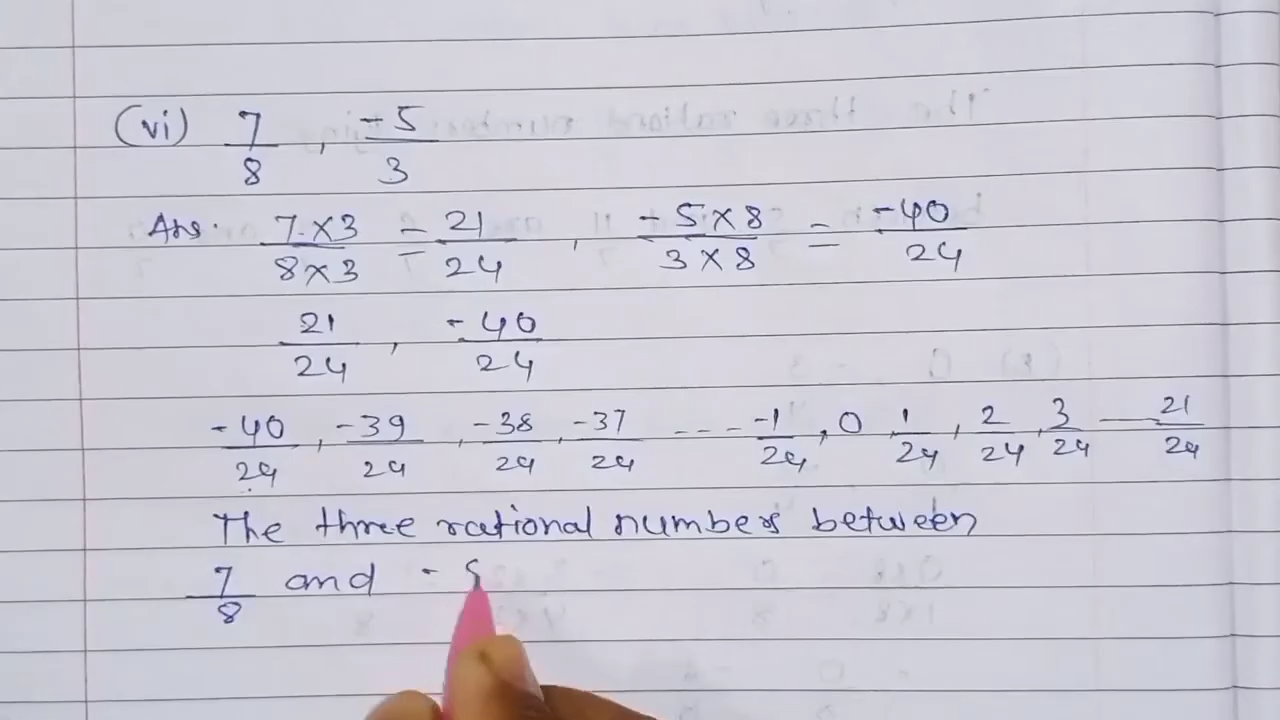 (vi) 7/8 , -5/3
Ans. 7×3/8×3 = 21/24 , -5×8/3×8 = -40/24
21/24 , -40/24
-40/24 , -39/24 , -38/24 , -37/24 ---- -1/24 , 0 , 1/24 , 2/24 , 3/24 — 21/24
The three rational numbers between
7/8 and - 5